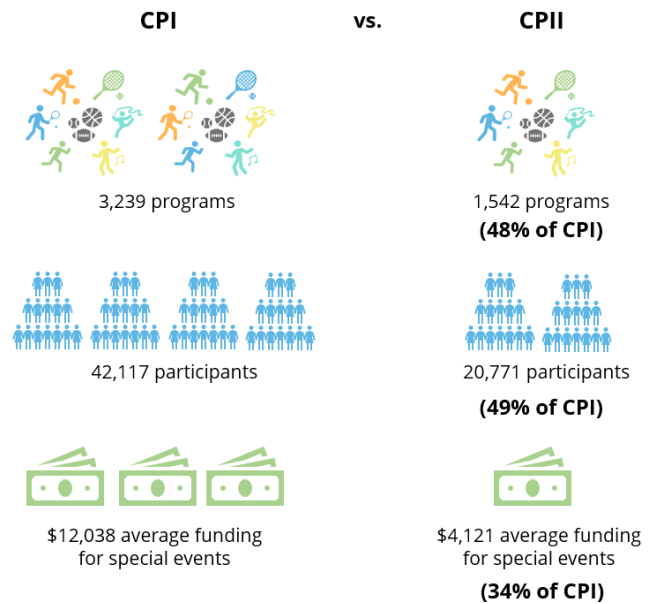 CPI vs. CPII
3,239 programs
1,542 programs
(48% of CPI)
42,117 participants
20,771 participants
(49% of CPI)
$12,038 average funding
for special events
$4,121 average funding
for special events
(34% of CPI)